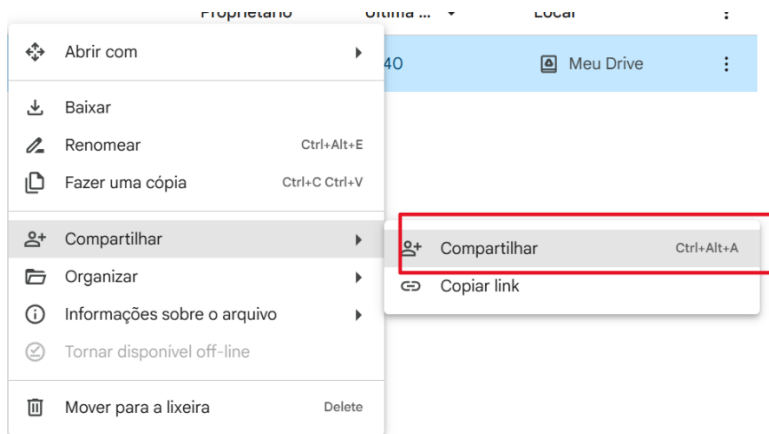 Proprietário Última ... Local
Abrir com
40 Meu Drive
Baixar
Renomear Ctrl+Alt+E
Fazer uma cópia Ctrl+C Ctrl+V
Compartilhar
Compartilhar Ctrl+Alt+A
Organizar
Copiar link
Informações sobre o arquivo
Tornar disponível off-line
Mover para a lixeira Delete